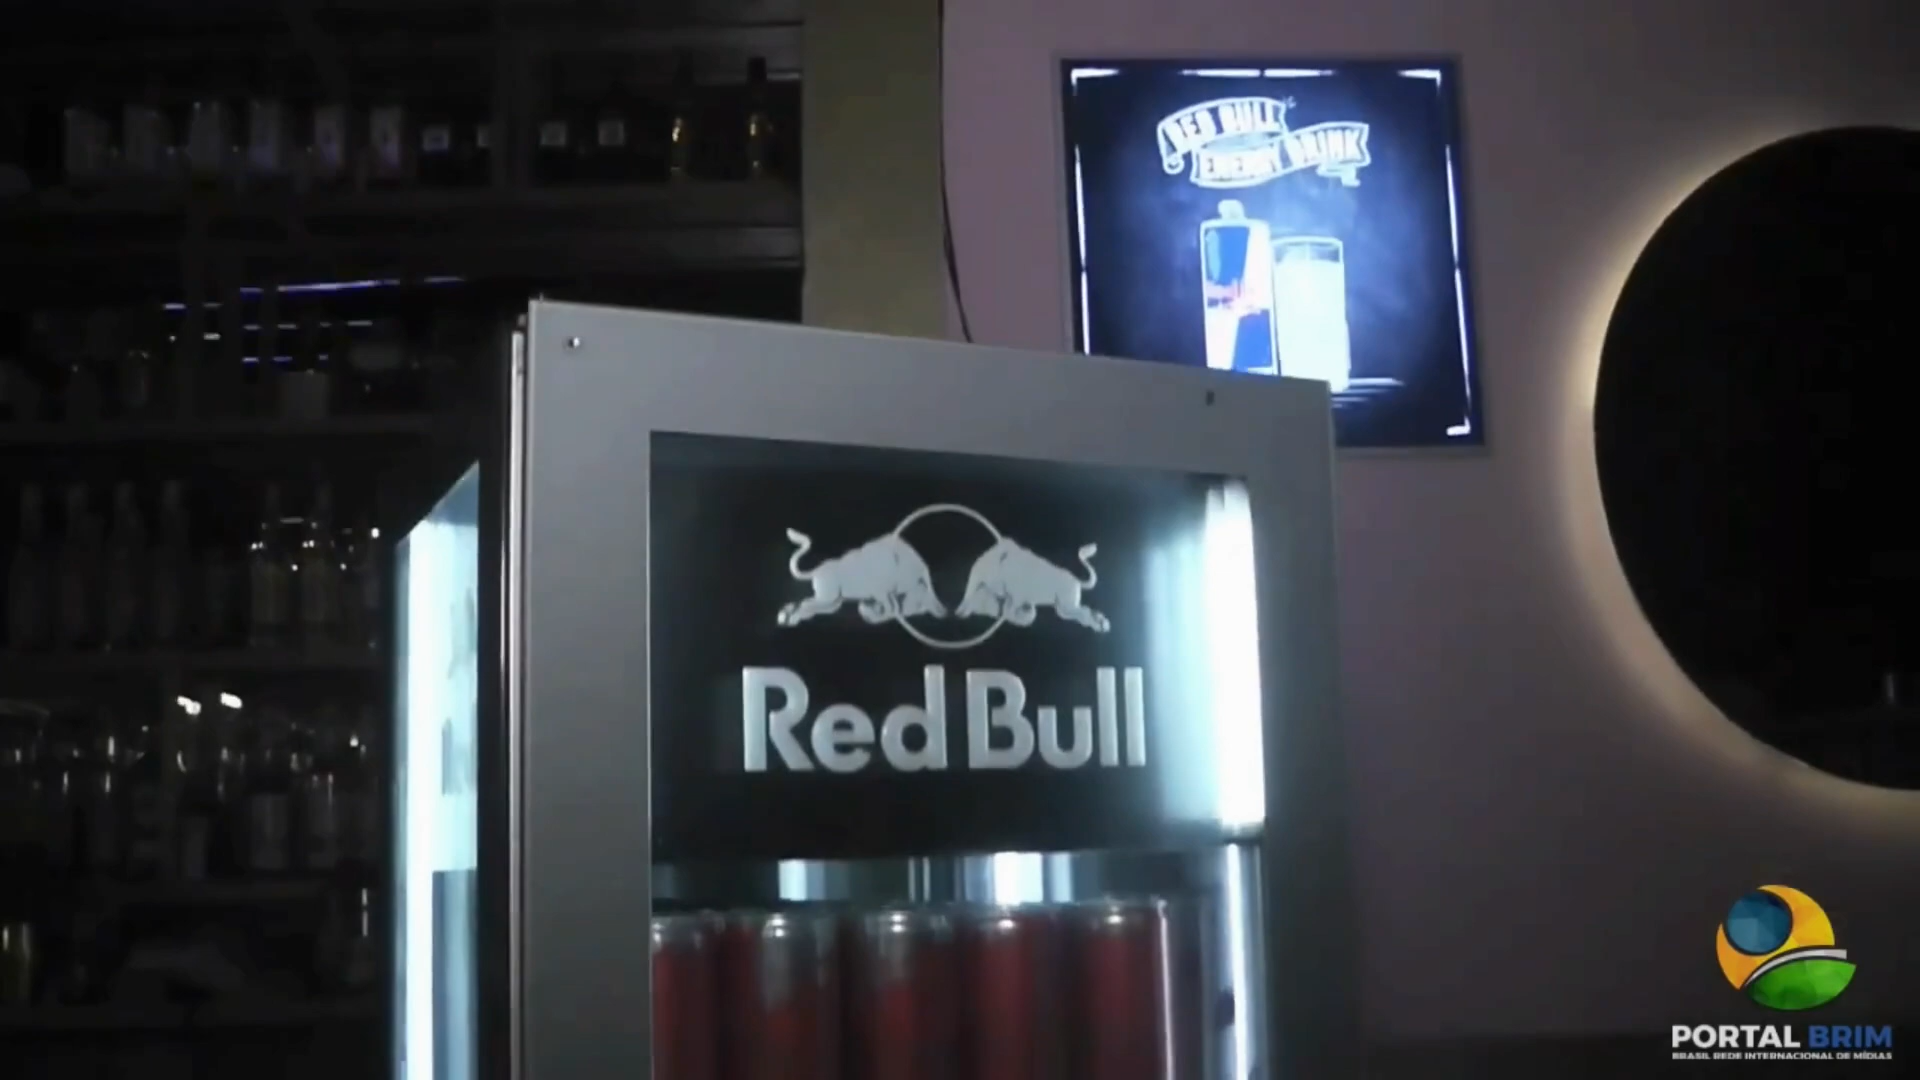 RED BULL
ENERGY DRINK
Red Bull
PORTAL BRIM
BRASIL REDE INTERNACIONAL DE MÍDIAS